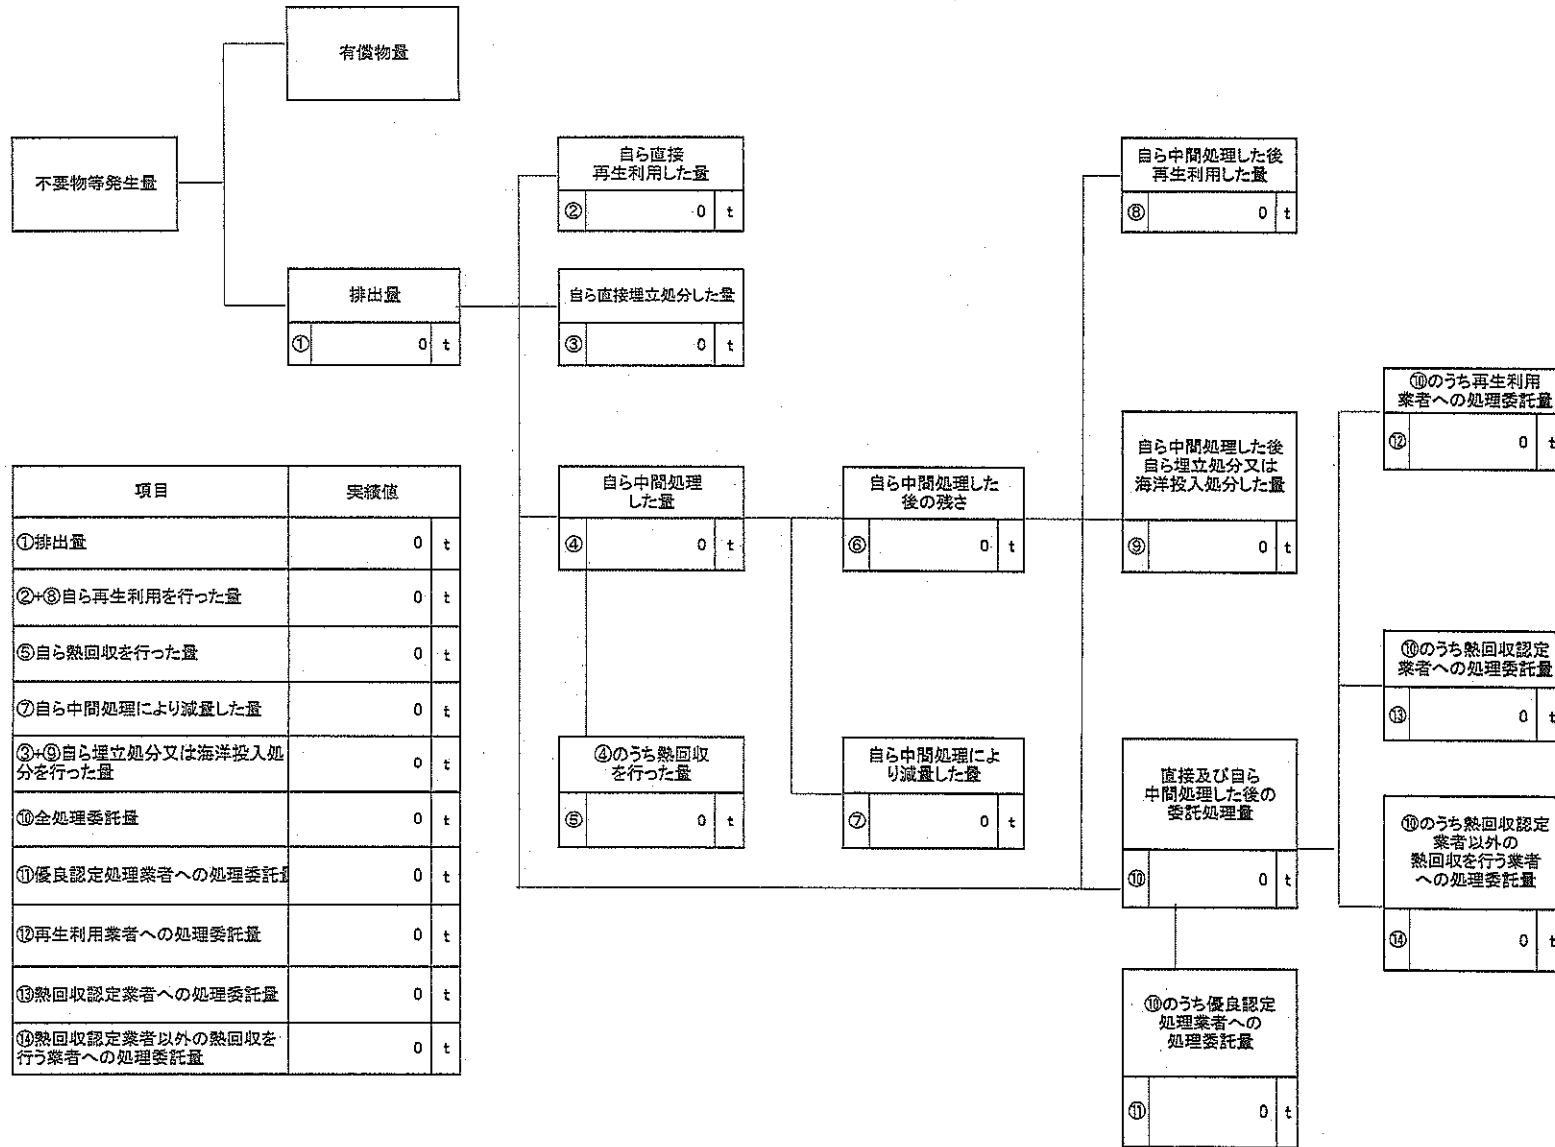 有償物量
不要物等発生量
排出量
① 0 t
自ら直接
再生利用した量
② 0 t
自ら直接埋立処分した量
③ 0 t
自ら中間処理
した量
④ 0 t
④のうち熱回収
を行った量
⑤ 0 t
自ら中間処理した
後の残さ
⑥ 0 t
自ら中間処理によ
り減量した量
⑦ 0 t
自ら中間処理した後
再生利用した量
⑧ 0 t
自ら中間処理した後
自ら埋立処分又は
海洋投入処分した量
⑨ 0 t
直接及び自ら
中間処理した後の
委託処理量
⑩ 0 t
⑩のうち優良認定
処理業者への
処理委託量
⑪ 0 t
⑩のうち再生利用
業者への処理委託量
⑫ 0 t
⑩のうち熱回収認定
業者への処理委託量
⑬ 0 t
⑩のうち熱回収認定
業者以外の
熱回収を行う業者
への処理委託量
⑭ 0 t
項目 実績値
①排出量 0 t
②+⑧自ら再生利用を行った量 0 t
⑤自ら熱回収を行った量 0 t
⑦自ら中間処理により減量した量 0 t
③+⑨自ら埋立処分又は海洋投入処
分を行った量 0 t
⑩全処理委託量 0 t
⑪優良認定処理業者への処理委託量 0 t
⑫再生利用業者への処理委託量 0 t
⑬熱回収認定業者への処理委託量 0 t
⑭熱回収認定業者以外の熱回収を
行う業者への処理委託量 0 t